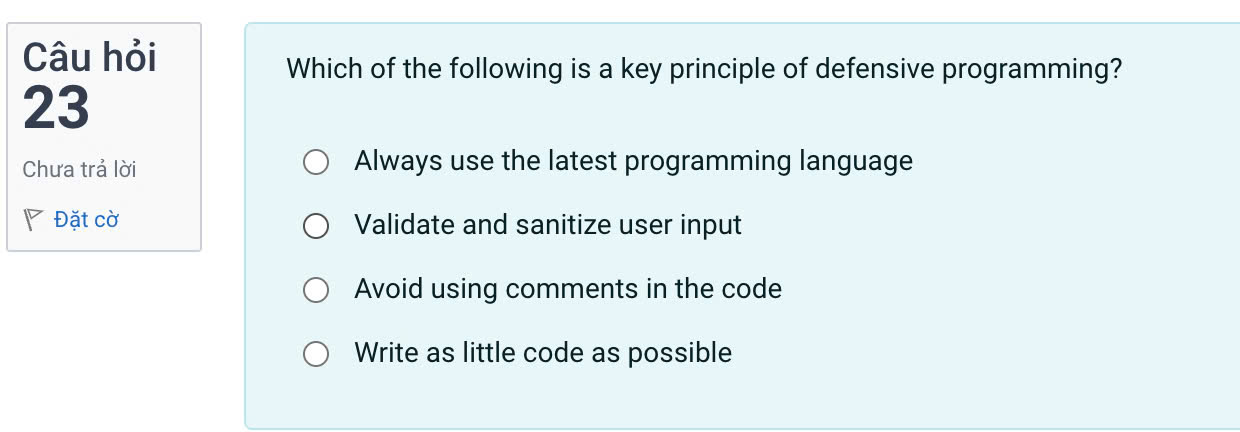 Câu hỏi
23
Chưa trả lời
Đặt cờ
Which of the following is a key principle of defensive programming?
Always use the latest programming language
Validate and sanitize user input
Avoid using comments in the code
Write as little code as possible